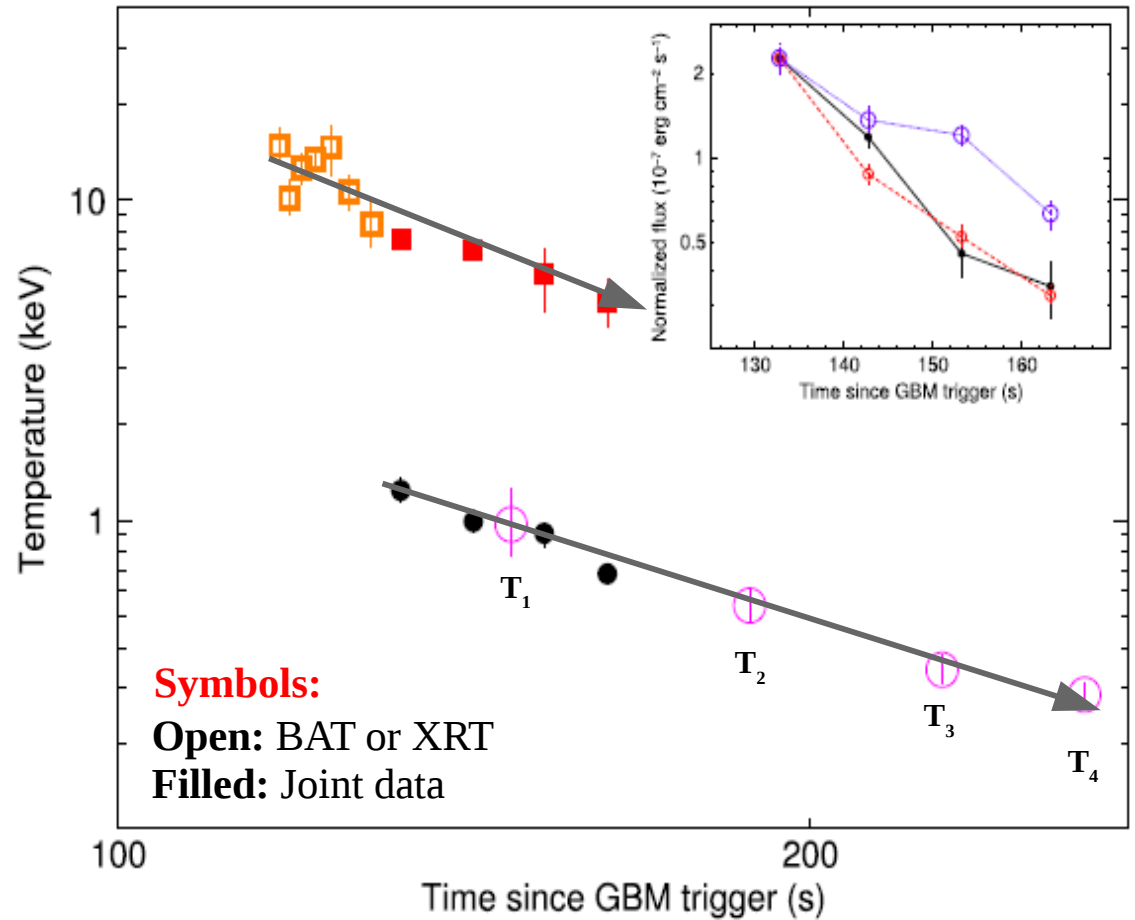 Temperature (keV)
10
1
100
200
Time since GBM trigger (s)
Normalized flux (10⁻⁷ erg cm⁻² s⁻¹)
2
1
0.5
130
140
150
160
Time since GBM trigger (s)
T₁
T₂
T₃
T₄
Symbols:
Open: BAT or XRT
Filled: Joint data